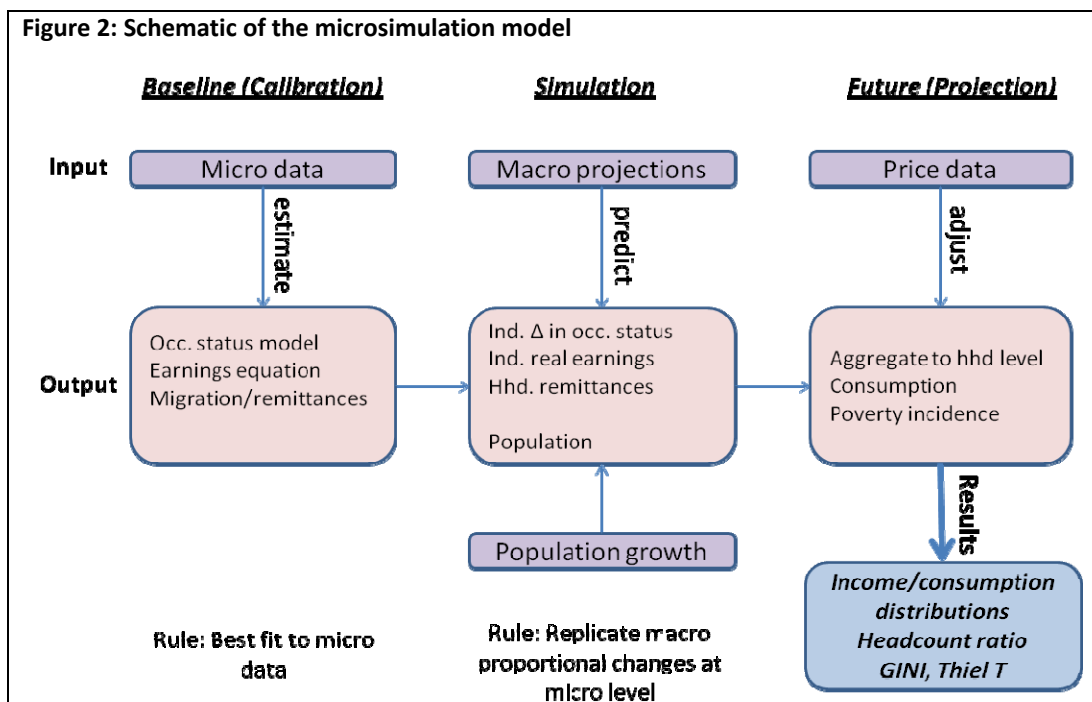 Figure 2: Schematic of the microsimulation model
Baseline (Calibration)
Simulation
Future (Projection)
Input
Micro data
Macro projections
Price data
estimate
predict
adjust
Output
Occ. status model
Earnings equation
Migration/remittances
Ind. Δ in occ. status
Ind. real earnings
Hhd. remittances
Population
Aggregate to hhd level
Consumption
Poverty incidence
Results
Population growth
Income/consumption
distributions
Headcount ratio
GINI, Thiel T
Rule: Best fit to micro
data
Rule: Replicate macro
proportional changes at
micro level